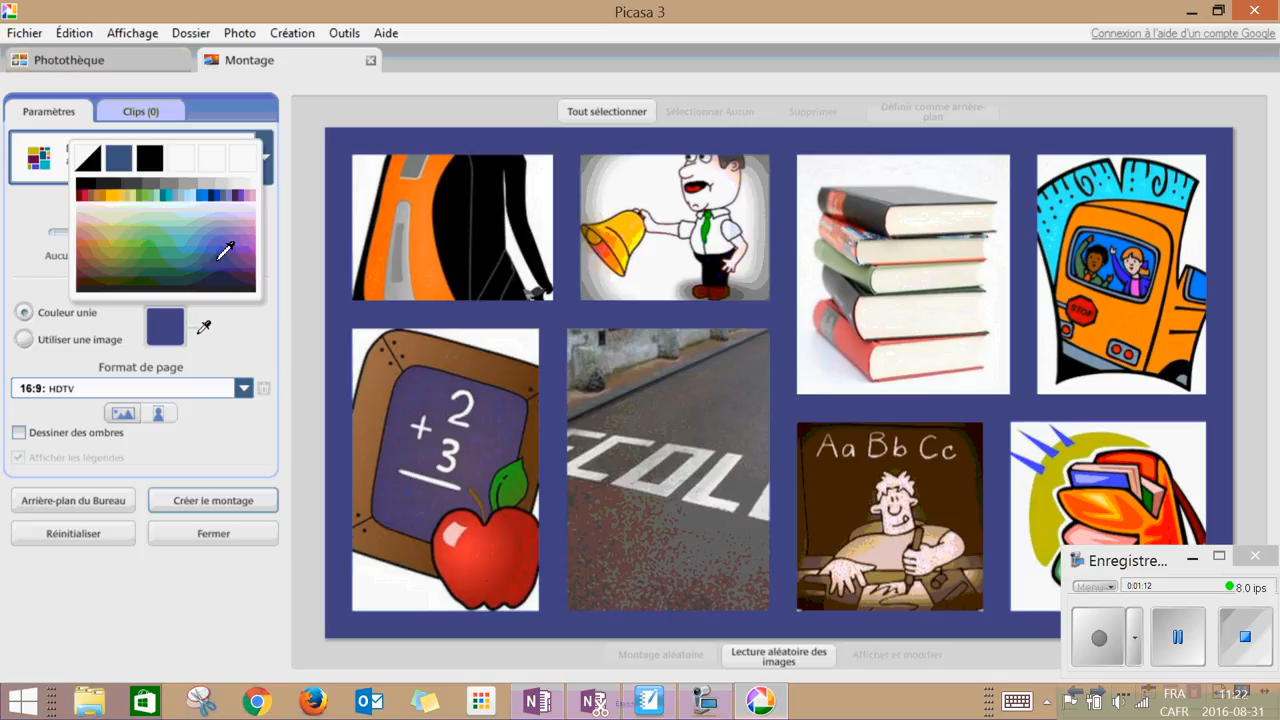 Picasa 3
Fichier Édition Affichage Dossier Photo Création Outils Aide
Connexion à l'aide d'un compte Google
Photothèque
Montage
Paramètres
Clips (0)
Tout sélectionner
Sélectionner Aucun
Supprimer
Définir comme arrière-
plan
Aucu
Couleur unie
Utiliser une image
Format de page
16:9: HDTV
Dessiner des ombres
Afficher les légendes
Arrière-plan du Bureau
Créer le montage
Réinitialiser
Fermer
STOP
2
+ 3
COL
Aa Bb Cc
Montage aléatoire
Lecture aléatoire des
images
Afficher et modifier
Enregistre...
Menu
0:01:12
8.0 ips
FRA
CAFR
11:22
2016-08-31